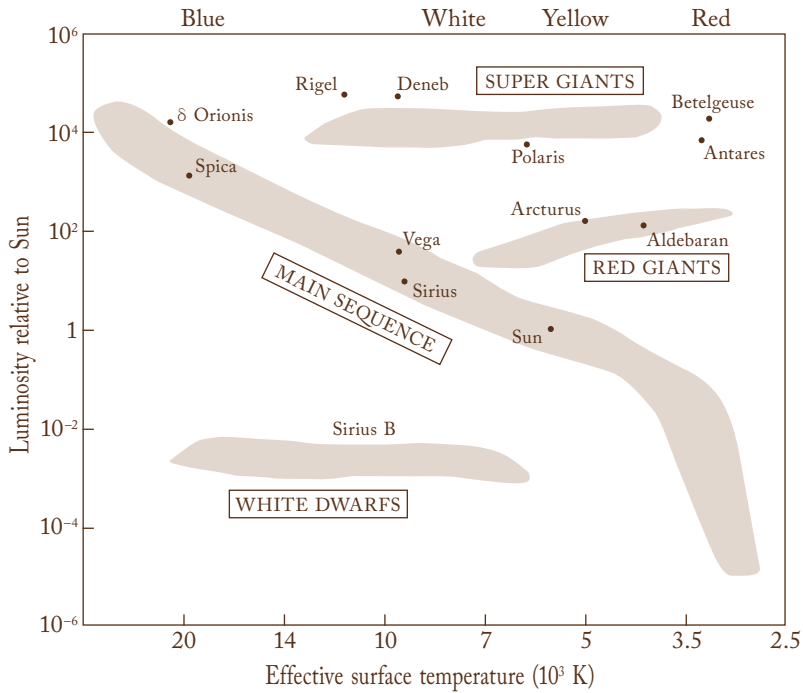 Blue White Yellow Red
10⁶
Rigel Deneb SUPER GIANTS
Betelgeuse
δ Orionis
10⁴
Polaris Antares
Spica
Arcturus
10²
Vega Aldebaran
RED GIANTS
Sirius
MAIN SEQUENCE
1
Sun
Luminosity relative to Sun
10⁻²
Sirius B
WHITE DWARFS
10⁻⁴
10⁻⁶
20 14 10 7 5 3.5 2.5
Effective surface temperature (10³ K)